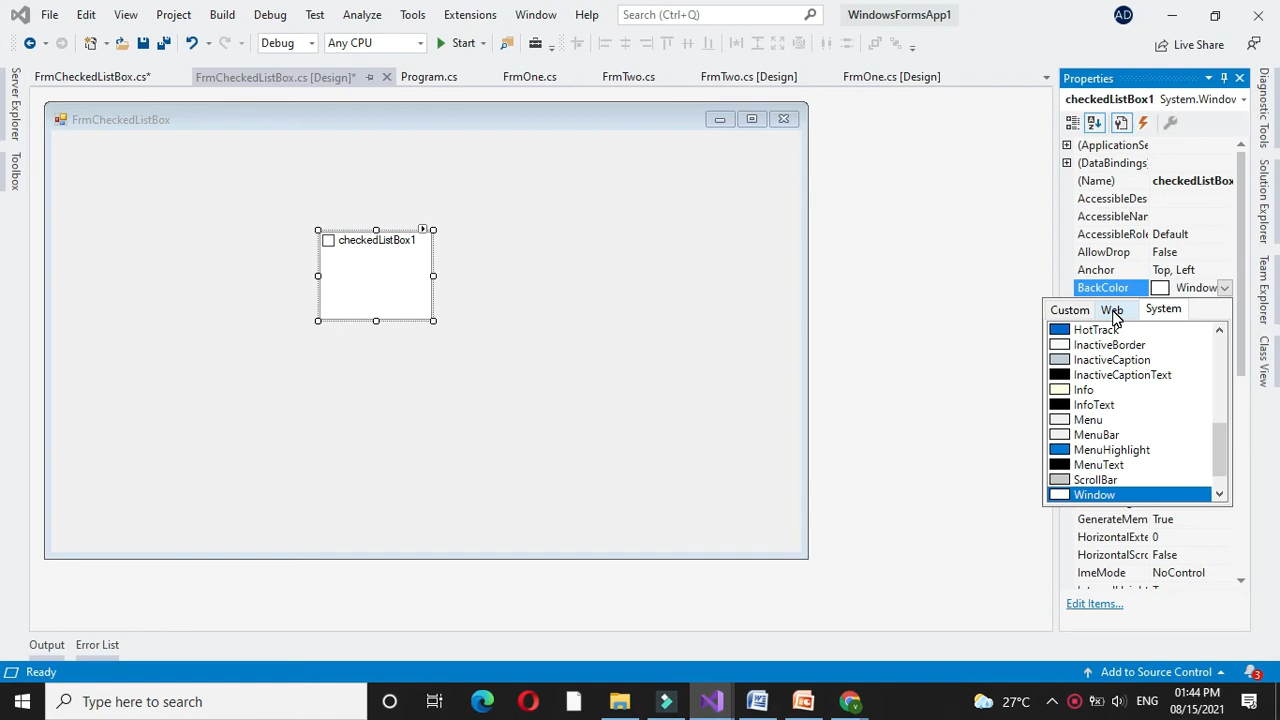 File Edit View Project Build Debug Test Analyze Tools Extensions Window Help Search (Ctrl+Q) WindowsFormsApp1 AD
Debug Any CPU Start Live Share
FrmCheckedListBox.cs* FrmCheckedListBox.cs [Design]* Program.cs FrmOne.cs FrmTwo.cs FrmTwo.cs [Design] FrmOne.cs [Design]
Server Explorer
Toolbox
FrmCheckedListBox
checkedListBox1
Properties
checkedListBox1 System.Window
(ApplicationSe
(DataBindings)
(Name) checkedListBox
AccessibleDes
AccessibleNar
AccessibleRole Default
AllowDrop False
Anchor Top, Left
BackColor Window
Custom Web System
HotTrack
InactiveBorder
InactiveCaption
InactiveCaptionText
Info
InfoText
Menu
MenuBar
MenuHighlight
MenuText
ScrollBar
Window
GenerateMem True
HorizontalExte 0
HorizontalScro False
ImeMode NoControl
Edit Items...
Diagnostic Tools
Solution Explorer
Team Explorer
Class View
Output Error List
Ready Add to Source Control 3
Type here to search 27°C ENG 01:44 PM
08/15/2021